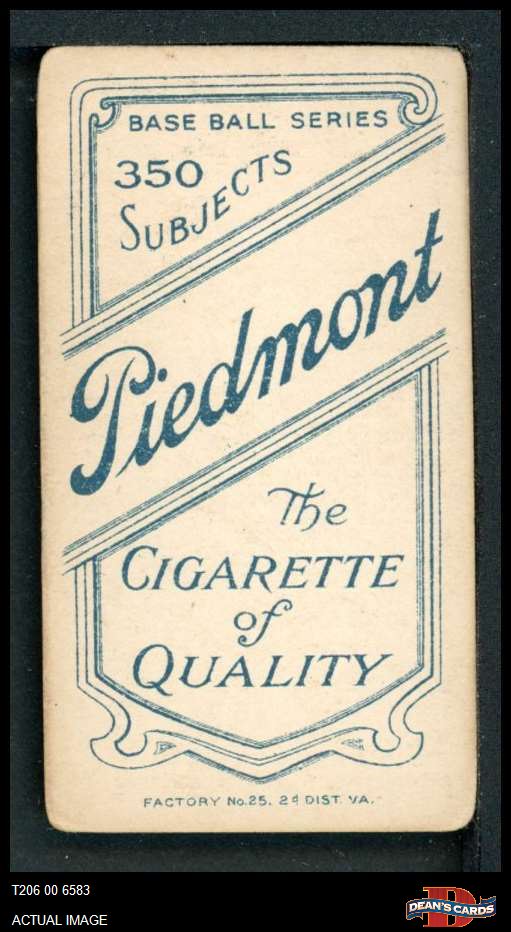 BASE BALL SERIES
350
SUBJECTS
Piedmont
The
CIGARETTE
of
QUALITY
FACTORY No. 25. 2d DIST. VA.
T206 00 6583
ACTUAL IMAGE
D
DEAN'S CARDS